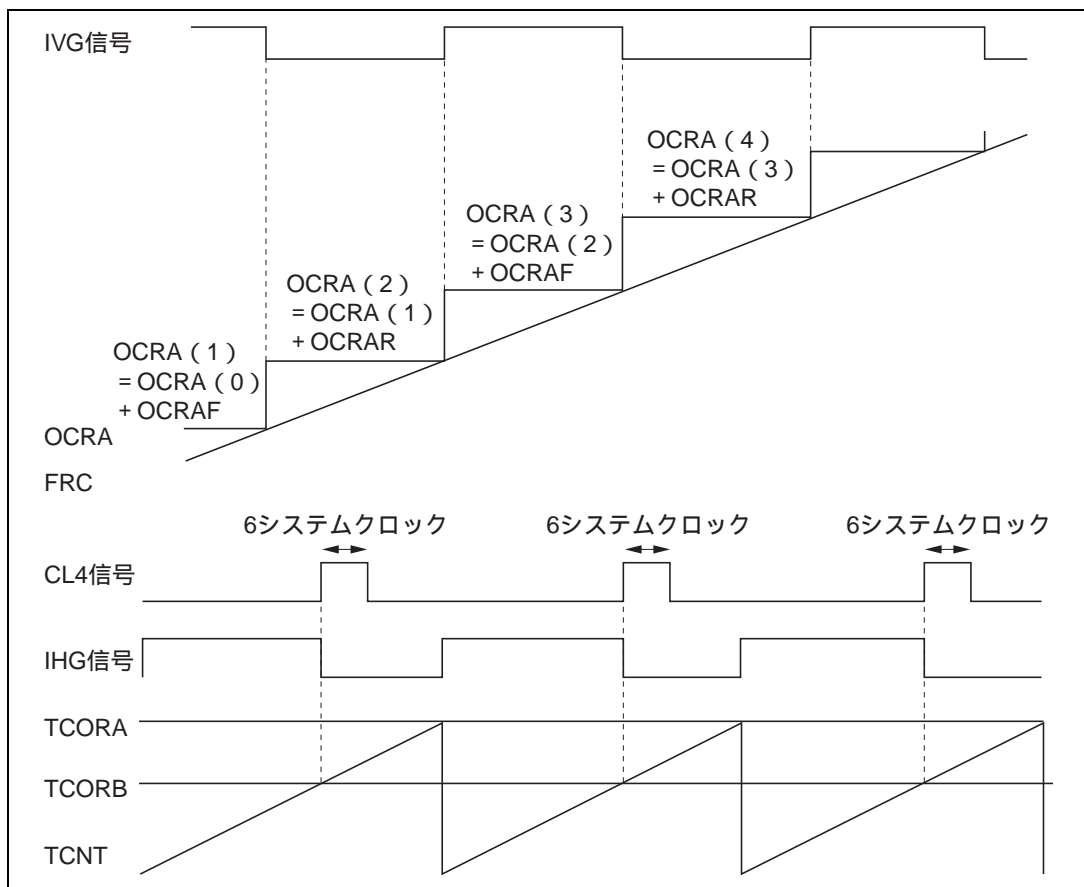 IVG信号
OCRA（4）
＝OCRA（3）
＋OCRAR
OCRA（3）
＝OCRA（2）
＋OCRAF
OCRA（2）
＝OCRA（1）
＋OCRAR
OCRA（1）
＝OCRA（0）
＋OCRAF
OCRA
FRC
6システムクロック
6システムクロック
6システムクロック
CL4信号
IHG信号
TCORA
TCORB
TCNT